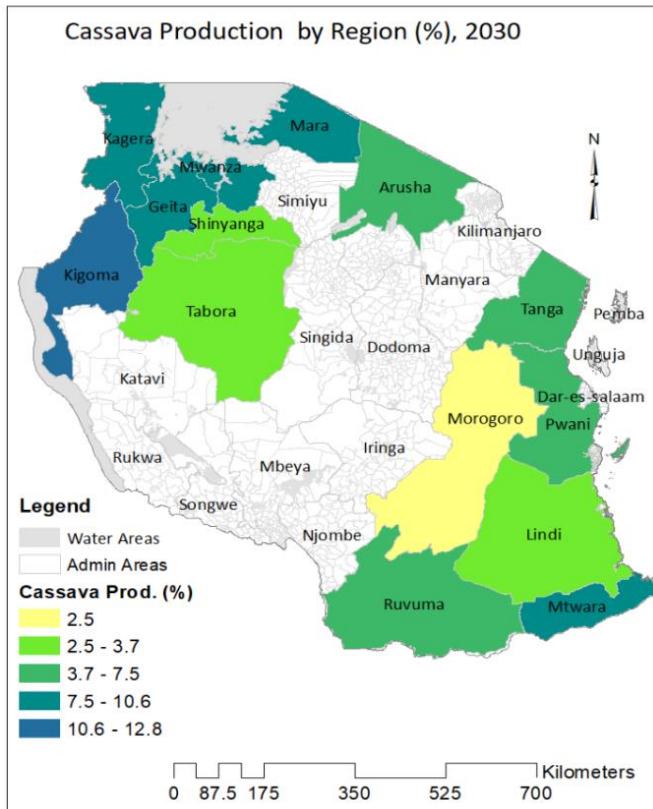 Cassava Production by Region (%), 2030
N
Mara
Kagera
Mwanza
Arusha
Simiyu
Geita
Shinyanga
Kilimanjaro
Kigoma
Manyara
Tanga
Pemba
Tabora
Singida
Dodoma
Unguja
Katavi
Dar-es-salaam
Morogoro
Pwani
Iringa
Rukwa
Mbeya
Songwe
Njombe
Lindi
Ruvuma
Mtwara
Legend
Water Areas
Admin Areas
Cassava Prod. (%)
2.5
2.5 - 3.7
3.7 - 7.5
7.5 - 10.6
10.6 - 12.8
Kilometers
0 87.5 175 350 525 700